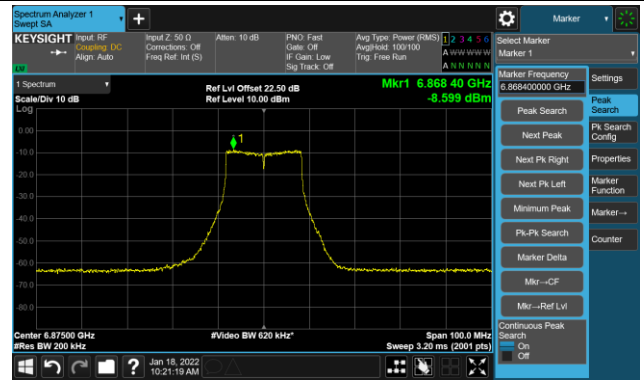 Spectrum Analyzer 1
Swept SA
+
Marker
KEYSIGHT
Input: RF
Coupling: DC
Align: Auto
Input Z: 50 Ω
Corrections: Off
Freq Ref: Int (S)
Atten: 10 dB
PNO: Fast
Gate: Off
IF Gain: Low
Sig Track: Off
Avg Type: Power (RMS)
Avg|Hold: 100/100
Trig: Free Run
1 2 3 4 5 6
A W W W W W
A N N N N N
LNI
Select Marker
Marker 1
1 Spectrum
Scale/Div 10 dB
Log
Ref Lvl Offset 22.50 dB
Ref Level 10.00 dBm
Mkr1 6.868 40 GHz
-8.599 dBm
1
0.00
-10.0
-20.0
-30.0
-40.0
-50.0
-60.0
-70.0
-80.0
Center 6.87500 GHz
#Res BW 200 kHz
#Video BW 620 kHz*
Span 100.0 MHz
Sweep 3.20 ms (2001 pts)
Marker Frequency
6.868400000 GHz
Peak Search
Next Peak
Next Pk Right
Next Pk Left
Minimum Peak
Pk-Pk Search
Marker Delta
Mkr→CF
Mkr→Ref Lvl
Continuous Peak
Search
On
Off
Settings
Peak
Search
Pk Search
Config
Properties
Marker
Function
Marker→
Counter
?
Jan 18, 2022
10:21:19 AM